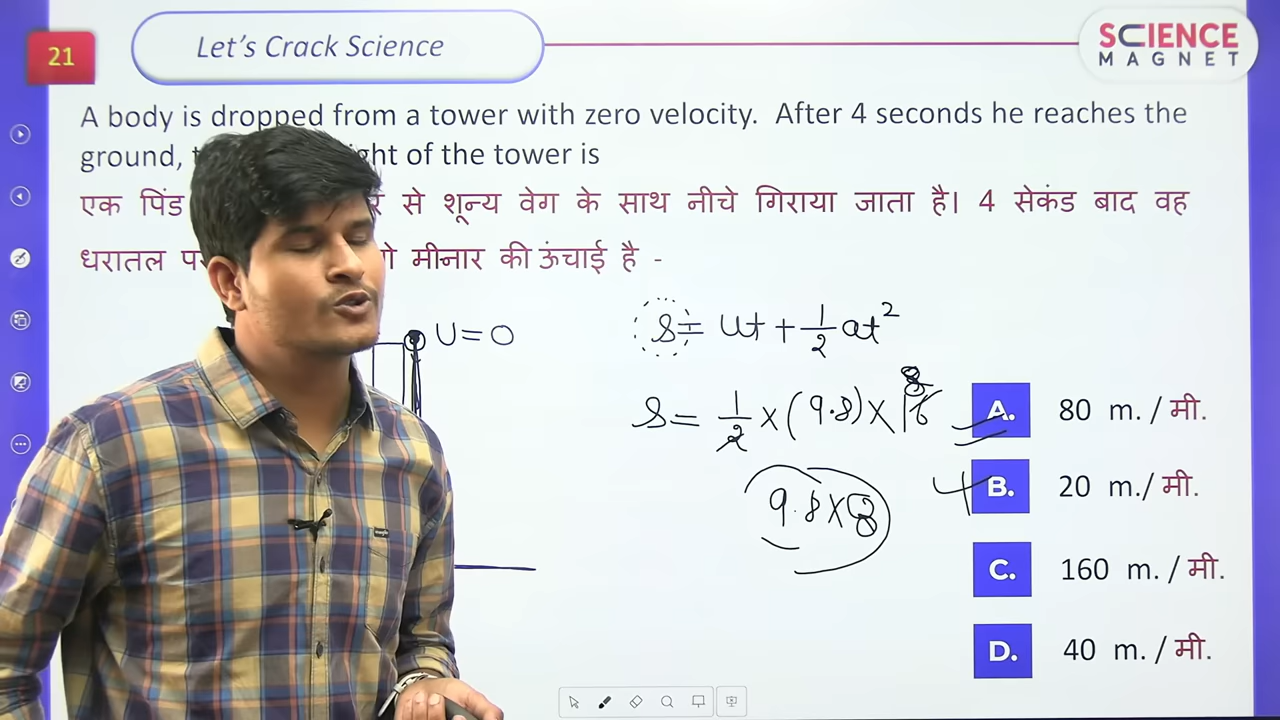 21
Let's Crack Science
SCIENCE
MAGNET
A body is dropped from a tower with zero velocity. After 4 seconds he reaches the
ground, of the tower is
एक पिंड से शून्य वेग के साथ नीचे गिराया जाता है। 4 सेकंड बाद वह
धरातल मीनार की ऊंचाई है -
U = 0
s = ut + 1/2 at²
s = 1/2 × (9.8) × 16 8
9.8 × 8
A. 80 m. / मी.
B. 20 m./ मी.
C. 160 m. / मी.
D. 40 m. / मी.